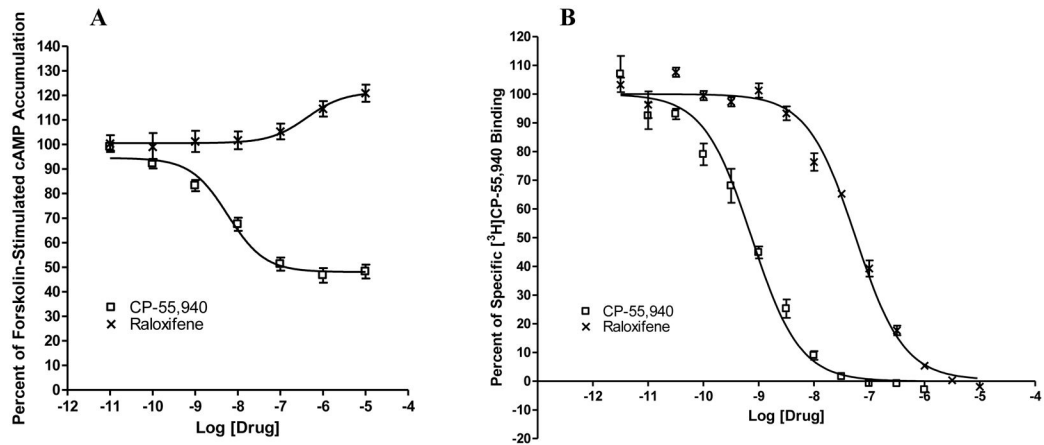 A
Percent of Forskolin-Stimulated cAMP Accumulation
140
130
120
110
100
90
80
70
60
50
40
30
20
10
0
CP-55,940
Raloxifene
-12 -11 -10 -9 -8 -7 -6 -5 -4
Log [Drug]
B
Percent of Specific [³H]CP-55,940 Binding
120
110
100
90
80
70
60
50
40
30
20
10
0
-10
-20
CP-55,940
Raloxifene
-13 -12 -11 -10 -9 -8 -7 -6 -5 -4
Log [Drug]